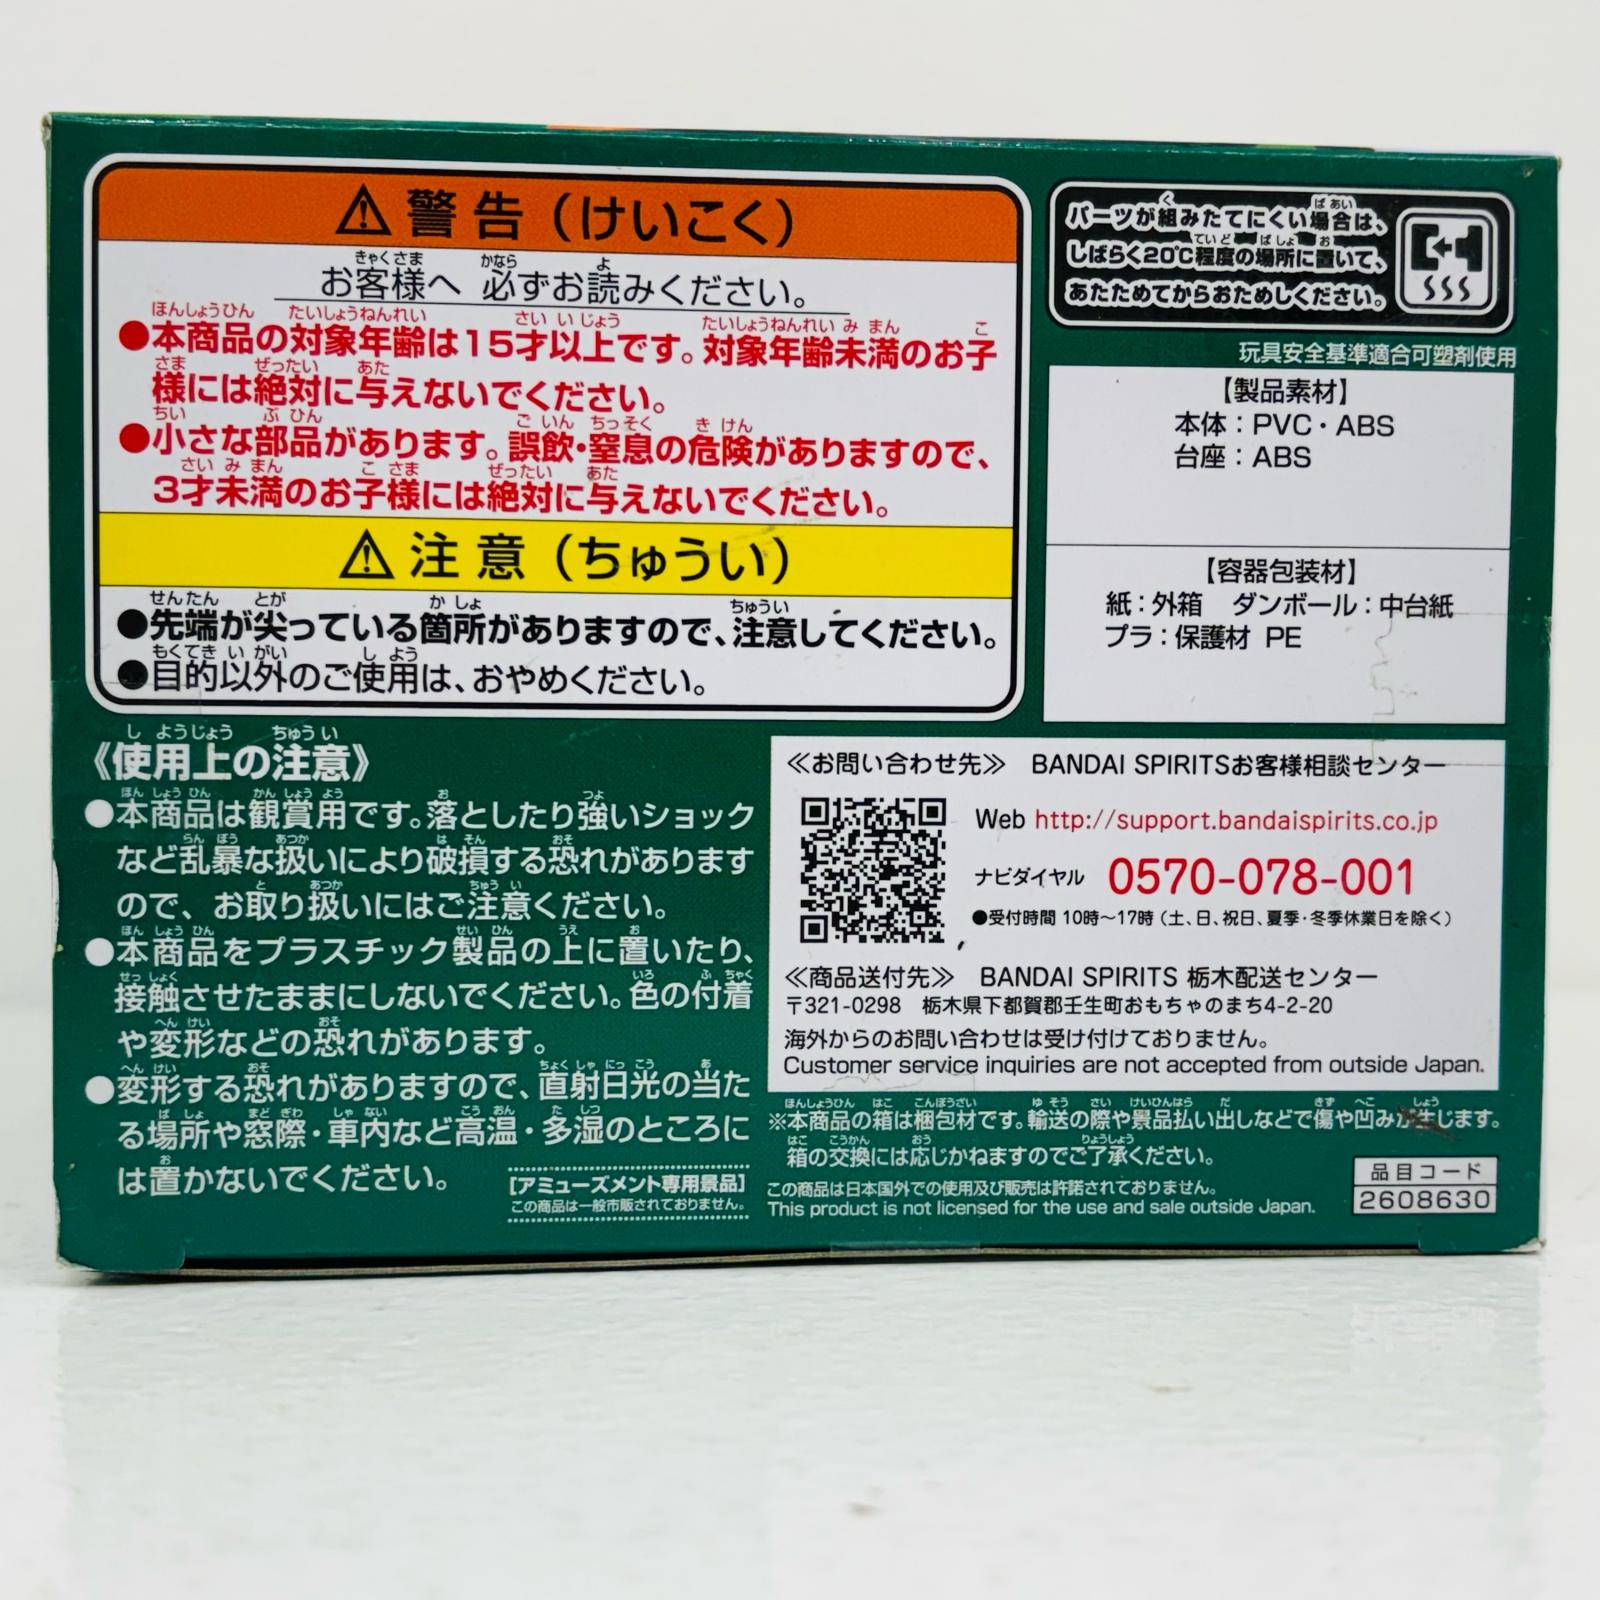 ⚠警告（けいこく）
お客様へ 必ずお読みください。
●本商品の対象年齢は15才以上です。対象年齢未満のお子
様には絶対に与えないでください。
●小さな部品があります。誤飲・窒息の危険がありますので、
3才未満のお子様には絶対に与えないでください。
⚠注意（ちゅうい）
●先端が尖っている箇所がありますので、注意してください。
●目的以外のご使用は、おやめください。
《使用上の注意》
●本商品は観賞用です。落としたり強いショック
など乱暴な扱いにより破損する恐れがあります
ので、お取り扱いにはご注意ください。
●本商品をプラスチック製品の上に置いたり、
接触させたままにしないでください。色の付着
や変形などの恐れがあります。
●変形する恐れがありますので、直射日光の当た
る場所や窓際・車内など高温・多湿のところに
は置かないでください。
[アミューズメント専用景品]
この商品は一般市販されておりません。
パーツが組みたてにくい場合は、
しばらく20℃程度の場所に置いて、
あたためてからおためしください。
玩具安全基準適合可塑剤使用
【製品素材】
本体：PVC・ABS
台座：ABS
【容器包装材】
紙：外箱 ダンボール：中台紙
プラ：保護材 PE
≪お問い合わせ先≫ BANDAI SPIRITSお客様相談センター
Web http://support.bandaispirits.co.jp
ナビダイヤル 0570-078-001
●受付時間 10時〜17時（土、日、祝日、夏季・冬季休業日を除く）
≪商品送付先≫ BANDAI SPIRITS 栃木配送センター
〒321-0298 栃木県下都賀郡壬生町おもちゃのまち4-2-20
海外からのお問い合わせは受け付けておりません。
Customer service inquiries are not accepted from outside Japan.
※本商品の箱は梱包材です。輸送の際や景品払い出しなどで傷や凹みが生じます。
箱の交換には応じかねますのでご了承ください。
この商品は日本国外での使用及び販売は許諾されておりません。
This product is not licensed for the use and sale outside Japan.
品目コード
2608630